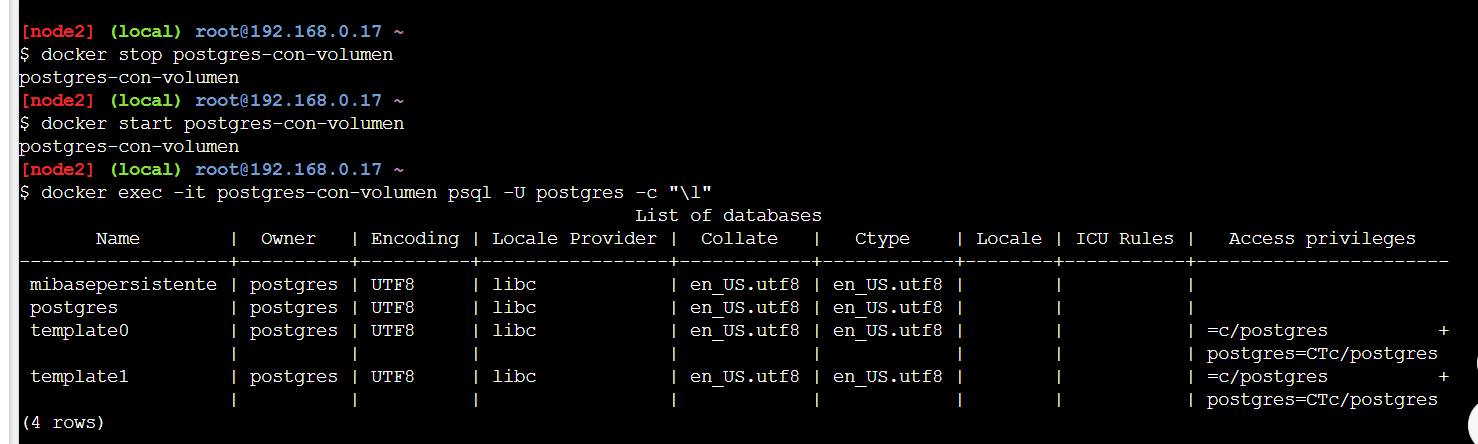 [node2] (local) root@192.168.0.17 ~
$ docker stop postgres-con-volumen
postgres-con-volumen
[node2] (local) root@192.168.0.17 ~
$ docker start postgres-con-volumen
postgres-con-volumen
[node2] (local) root@192.168.0.17 ~
$ docker exec -it postgres-con-volumen psql -U postgres -c "\l"
                                                         List of databases
       Name        |  Owner   | Encoding | Locale Provider |  Collate   |   Ctype    | Locale | ICU Rules |   Access privileges
-------------------+----------+----------+-----------------+------------+------------+--------+-----------+-----------------------
 mibasepersistente | postgres | UTF8     | libc            | en_US.utf8 | en_US.utf8 |        |           |
 postgres          | postgres | UTF8     | libc            | en_US.utf8 | en_US.utf8 |        |           |
 template0         | postgres | UTF8     | libc            | en_US.utf8 | en_US.utf8 |        |           | =c/postgres          +
                   |          |          |                 |            |            |        |           | postgres=CTc/postgres
 template1         | postgres | UTF8     | libc            | en_US.utf8 | en_US.utf8 |        |           | =c/postgres          +
                   |          |          |                 |            |            |        |           | postgres=CTc/postgres
(4 rows)